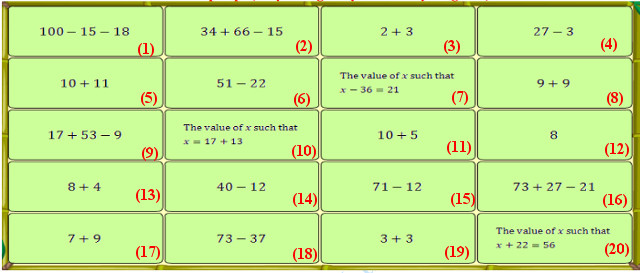 100 – 15 – 18 (1)
34 + 66 – 15 (2)
2 + 3 (3)
27 – 3 (4)
10 + 11 (5)
51 – 22 (6)
The value of x such that
x – 36 = 21 (7)
9 + 9 (8)
17 + 53 – 9 (9)
The value of x such that
x = 17 + 13 (10)
10 + 5 (11)
8 (12)
8 + 4 (13)
40 – 12 (14)
71 – 12 (15)
73 + 27 – 21 (16)
7 + 9 (17)
73 – 37 (18)
3 + 3 (19)
The value of x such that
x + 22 = 56 (20)